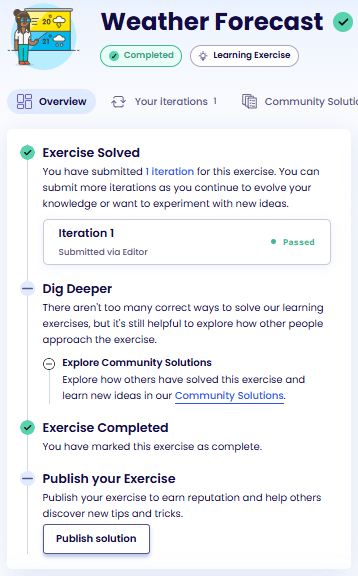 20
21
Weather Forecast
Completed
Learning Exercise
Overview
Your iterations 1
Community Soluti
Exercise Solved
You have submitted 1 iteration for this exercise. You can
submit more iterations as you continue to evolve your
knowledge or want to experiment with new ideas.
Iteration 1
Submitted via Editor
Passed
Dig Deeper
There aren't too many correct ways to solve our learning
exercises, but it's still helpful to explore how other people
approach the exercise.
Explore Community Solutions
Explore how others have solved this exercise and
learn new ideas in our Community Solutions.
Exercise Completed
You have marked this exercise as complete.
Publish your Exercise
Publish your exercise to earn reputation and help others
discover new tips and tricks.
Publish solution